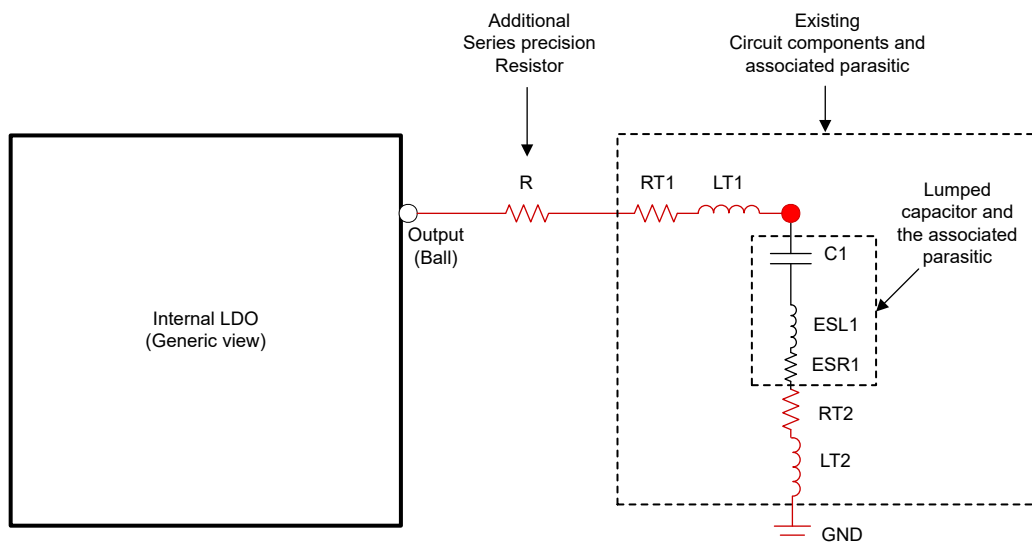 Additional
Series precision
Resistor
Existing
Circuit components and
associated parasitic
R
RT1
LT1
Lumped
capacitor and
the associated
parasitic
Output
(Ball)
C1
Internal LDO
(Generic view)
ESL1
ESR1
RT2
LT2
GND